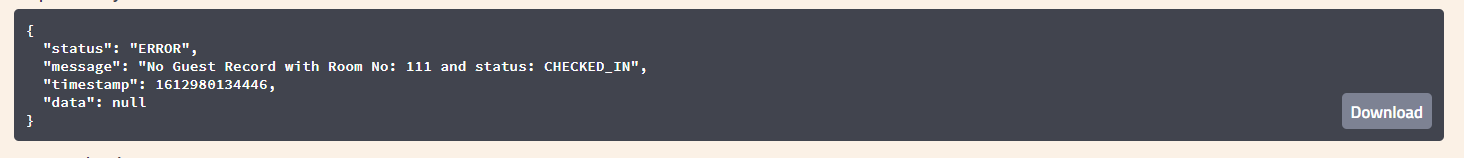 {
"status": "ERROR",
"message": "No Guest Record with Room No: 111 and status: CHECKED_IN",
"timestamp": 1612980134446,
"data": null
}
Download